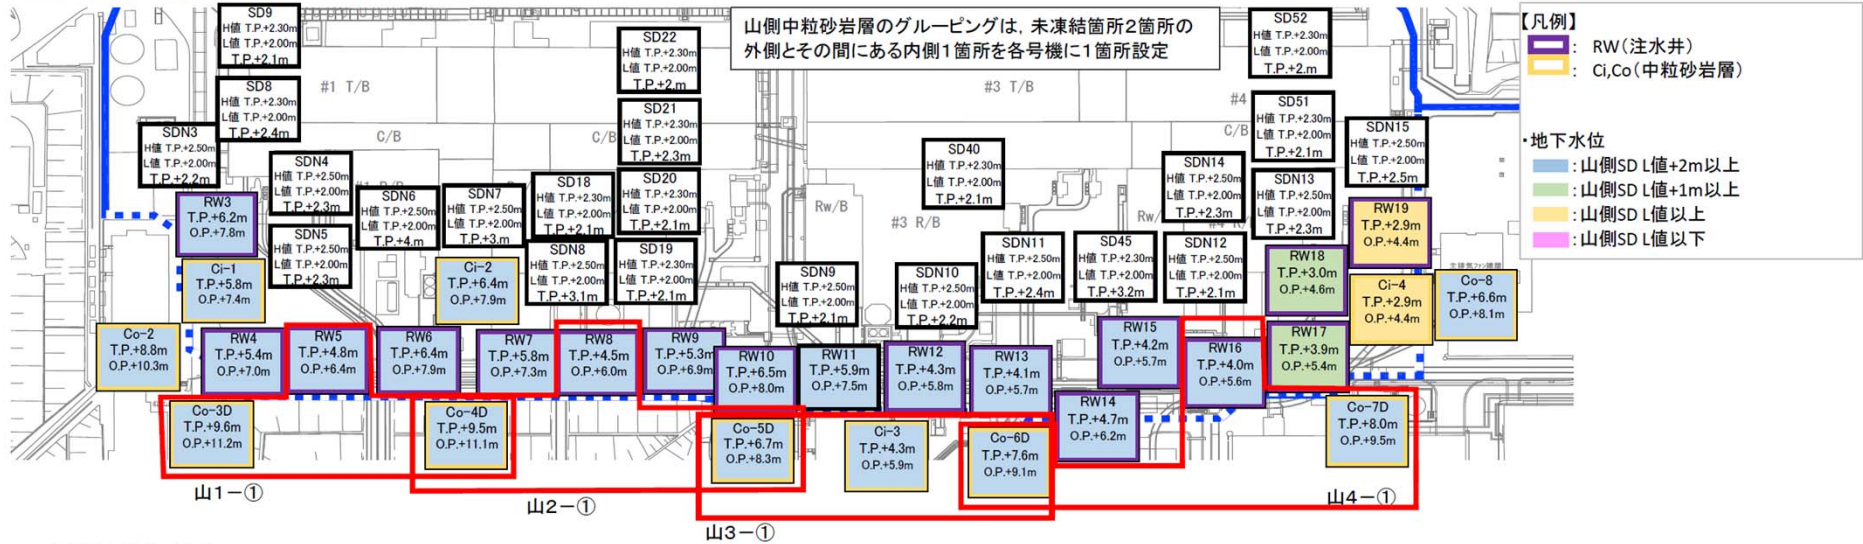 山側中粒砂岩層のグルーピングは，未凍結箇所2箇所の
外側とその間にある内側1箇所を各号機に1箇所設定
【凡例】
： RW（注水井）
： Ci,Co（中粒砂岩層）
・地下水位
：山側SD L値+2m以上
：山側SD L値+1m以上
：山側SD L値以上
：山側SD L値以下
SD9
H値 T.P.+2.30m
L値 T.P.+2.00m
T.P.+2.1m
SD8
H値 T.P.+2.30m
L値 T.P.+2.00m
T.P.+2.4m
SDN3
H値 T.P.+2.50m
L値 T.P.+2.00m
T.P.+2.2m
SDN4
H値 T.P.+2.50m
L値 T.P.+2.00m
T.P.+2.3m
SDN5
H値 T.P.+2.50m
L値 T.P.+2.00m
T.P.+2.3m
SDN6
H値 T.P.+2.50m
L値 T.P.+2.00m
T.P.+4.m
SDN7
H値 T.P.+2.50m
L値 T.P.+2.00m
T.P.+3.m
SD18
H値 T.P.+2.30m
L値 T.P.+2.00m
T.P.+2.1m
SDN8
H値 T.P.+2.50m
L値 T.P.+2.00m
T.P.+3.1m
SD22
H値 T.P.+2.30m
L値 T.P.+2.00m
T.P.+2.m
SD21
H値 T.P.+2.30m
L値 T.P.+2.00m
T.P.+2.3m
SD20
H値 T.P.+2.30m
L値 T.P.+2.00m
T.P.+2.1m
SD19
H値 T.P.+2.30m
L値 T.P.+2.00m
T.P.+2.1m
SDN9
H値 T.P.+2.50m
L値 T.P.+2.00m
T.P.+2.1m
SD40
H値 T.P.+2.30m
L値 T.P.+2.00m
T.P.+2.1m
SDN10
H値 T.P.+2.50m
L値 T.P.+2.00m
T.P.+2.2m
SDN11
H値 T.P.+2.50m
L値 T.P.+2.00m
T.P.+2.4m
SD45
H値 T.P.+2.30m
L値 T.P.+2.00m
T.P.+3.2m
SDN14
H値 T.P.+2.50m
L値 T.P.+2.00m
T.P.+2.3m
SDN12
H値 T.P.+2.50m
L値 T.P.+2.00m
T.P.+2.1m
SD52
H値 T.P.+2.30m
L値 T.P.+2.00m
T.P.+2.m
SD51
H値 T.P.+2.30m
L値 T.P.+2.00m
T.P.+2.1m
SDN13
H値 T.P.+2.50m
L値 T.P.+2.00m
T.P.+2.3m
SDN15
H値 T.P.+2.50m
L値 T.P.+2.00m
T.P.+2.5m
#1 T/B
C/B
C/B
Rw/B
#3 T/B
#3 R/B
#4
C/B
Rw/
RW3
T.P.+6.2m
O.P.+7.8m
Ci-1
T.P.+5.8m
O.P.+7.4m
Ci-2
T.P.+6.4m
O.P.+7.9m
RW19
T.P.+2.9m
O.P.+4.4m
RW18
T.P.+3.0m
O.P.+4.6m
Ci-4
T.P.+2.9m
O.P.+4.4m
Co-8
T.P.+6.6m
O.P.+8.1m
Co-2
T.P.+8.8m
O.P.+10.3m
RW4
T.P.+5.4m
O.P.+7.0m
RW5
T.P.+4.8m
O.P.+6.4m
RW6
T.P.+6.4m
O.P.+7.9m
RW7
T.P.+5.8m
O.P.+7.3m
RW8
T.P.+4.5m
O.P.+6.0m
RW9
T.P.+5.3m
O.P.+6.9m
RW10
T.P.+6.5m
O.P.+8.0m
RW11
T.P.+5.9m
O.P.+7.5m
RW12
T.P.+4.3m
O.P.+5.8m
RW13
T.P.+4.1m
O.P.+5.7m
RW15
T.P.+4.2m
O.P.+5.7m
RW16
T.P.+4.0m
O.P.+5.6m
RW17
T.P.+3.9m
O.P.+5.4m
RW14
T.P.+4.7m
O.P.+6.2m
Co-3D
T.P.+9.6m
O.P.+11.2m
Co-4D
T.P.+9.5m
O.P.+11.1m
Co-5D
T.P.+6.7m
O.P.+8.3m
Ci-3
T.P.+4.3m
O.P.+5.9m
Co-6D
T.P.+7.6m
O.P.+9.1m
Co-7D
T.P.+8.0m
O.P.+9.5m
山1－①
山2－①
山3－①
山4－①